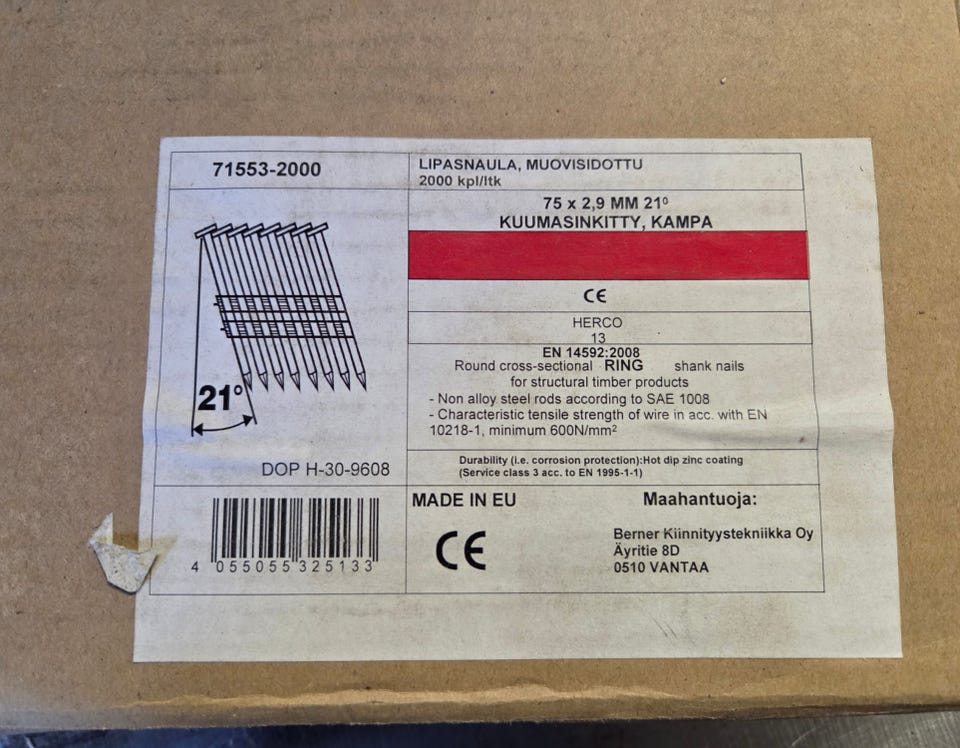 71553-2000
LIPASNAULA, MUOVISIDOTTU
2000 kpl/ltk
75 x 2,9 MM 21⁰
KUUMASINKITTY, KAMPA
CE
HERCO
13
EN 14592:2008
Round cross-sectional RING shank nails
for structural timber products
- Non alloy steel rods according to SAE 1008
- Characteristic tensile strength of wire in acc. with EN
10218-1, minimum 600N/mm²
21°
DOP H-30-9608
Durability (i.e. corrosion protection):Hot dip zinc coating
(Service class 3 acc. to EN 1995-1-1)
4 055055 325133
MADE IN EU
CE
Maahantuoja:
Berner Kiinnityystekniikka Oy
Äyritie 8D
0510 VANTAA